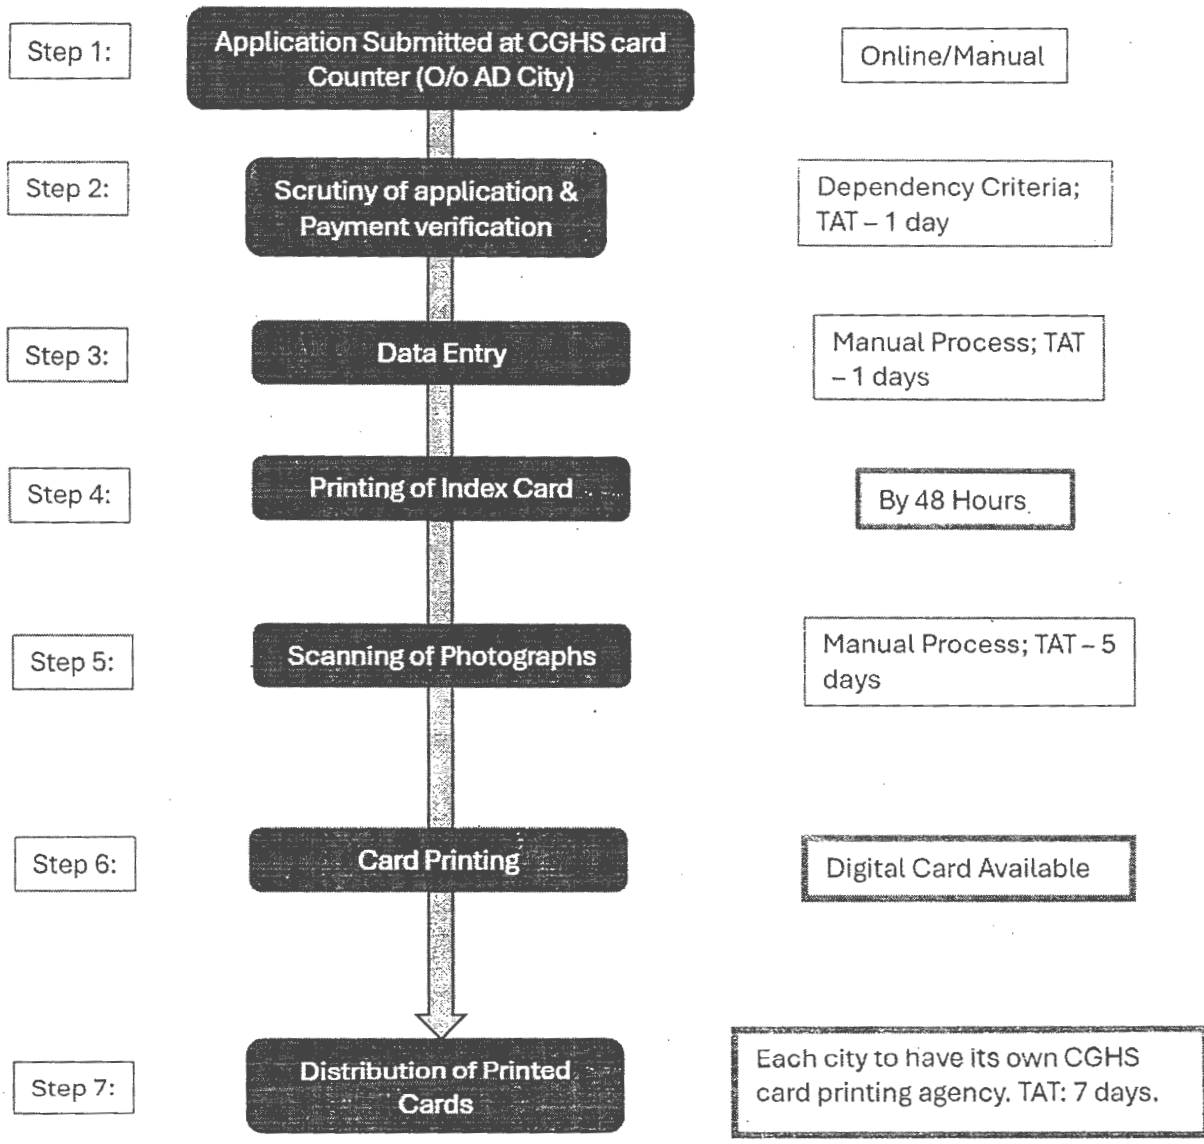 Step 1:
Application Submitted at CGHS card
Counter (O/o AD City)
Online/Manual
Step 2:
Scrutiny of application &
Payment verification
Dependency Criteria;
TAT – 1 day
Step 3:
Data Entry
Manual Process; TAT
– 1 days
Step 4:
Printing of Index Card
By 48 Hours
Step 5:
Scanning of Photographs
Manual Process; TAT – 5
days
Step 6:
Card Printing
Digital Card Available
Step 7:
Distribution of Printed
Cards
Each city to have its own CGHS
card printing agency. TAT: 7 days.